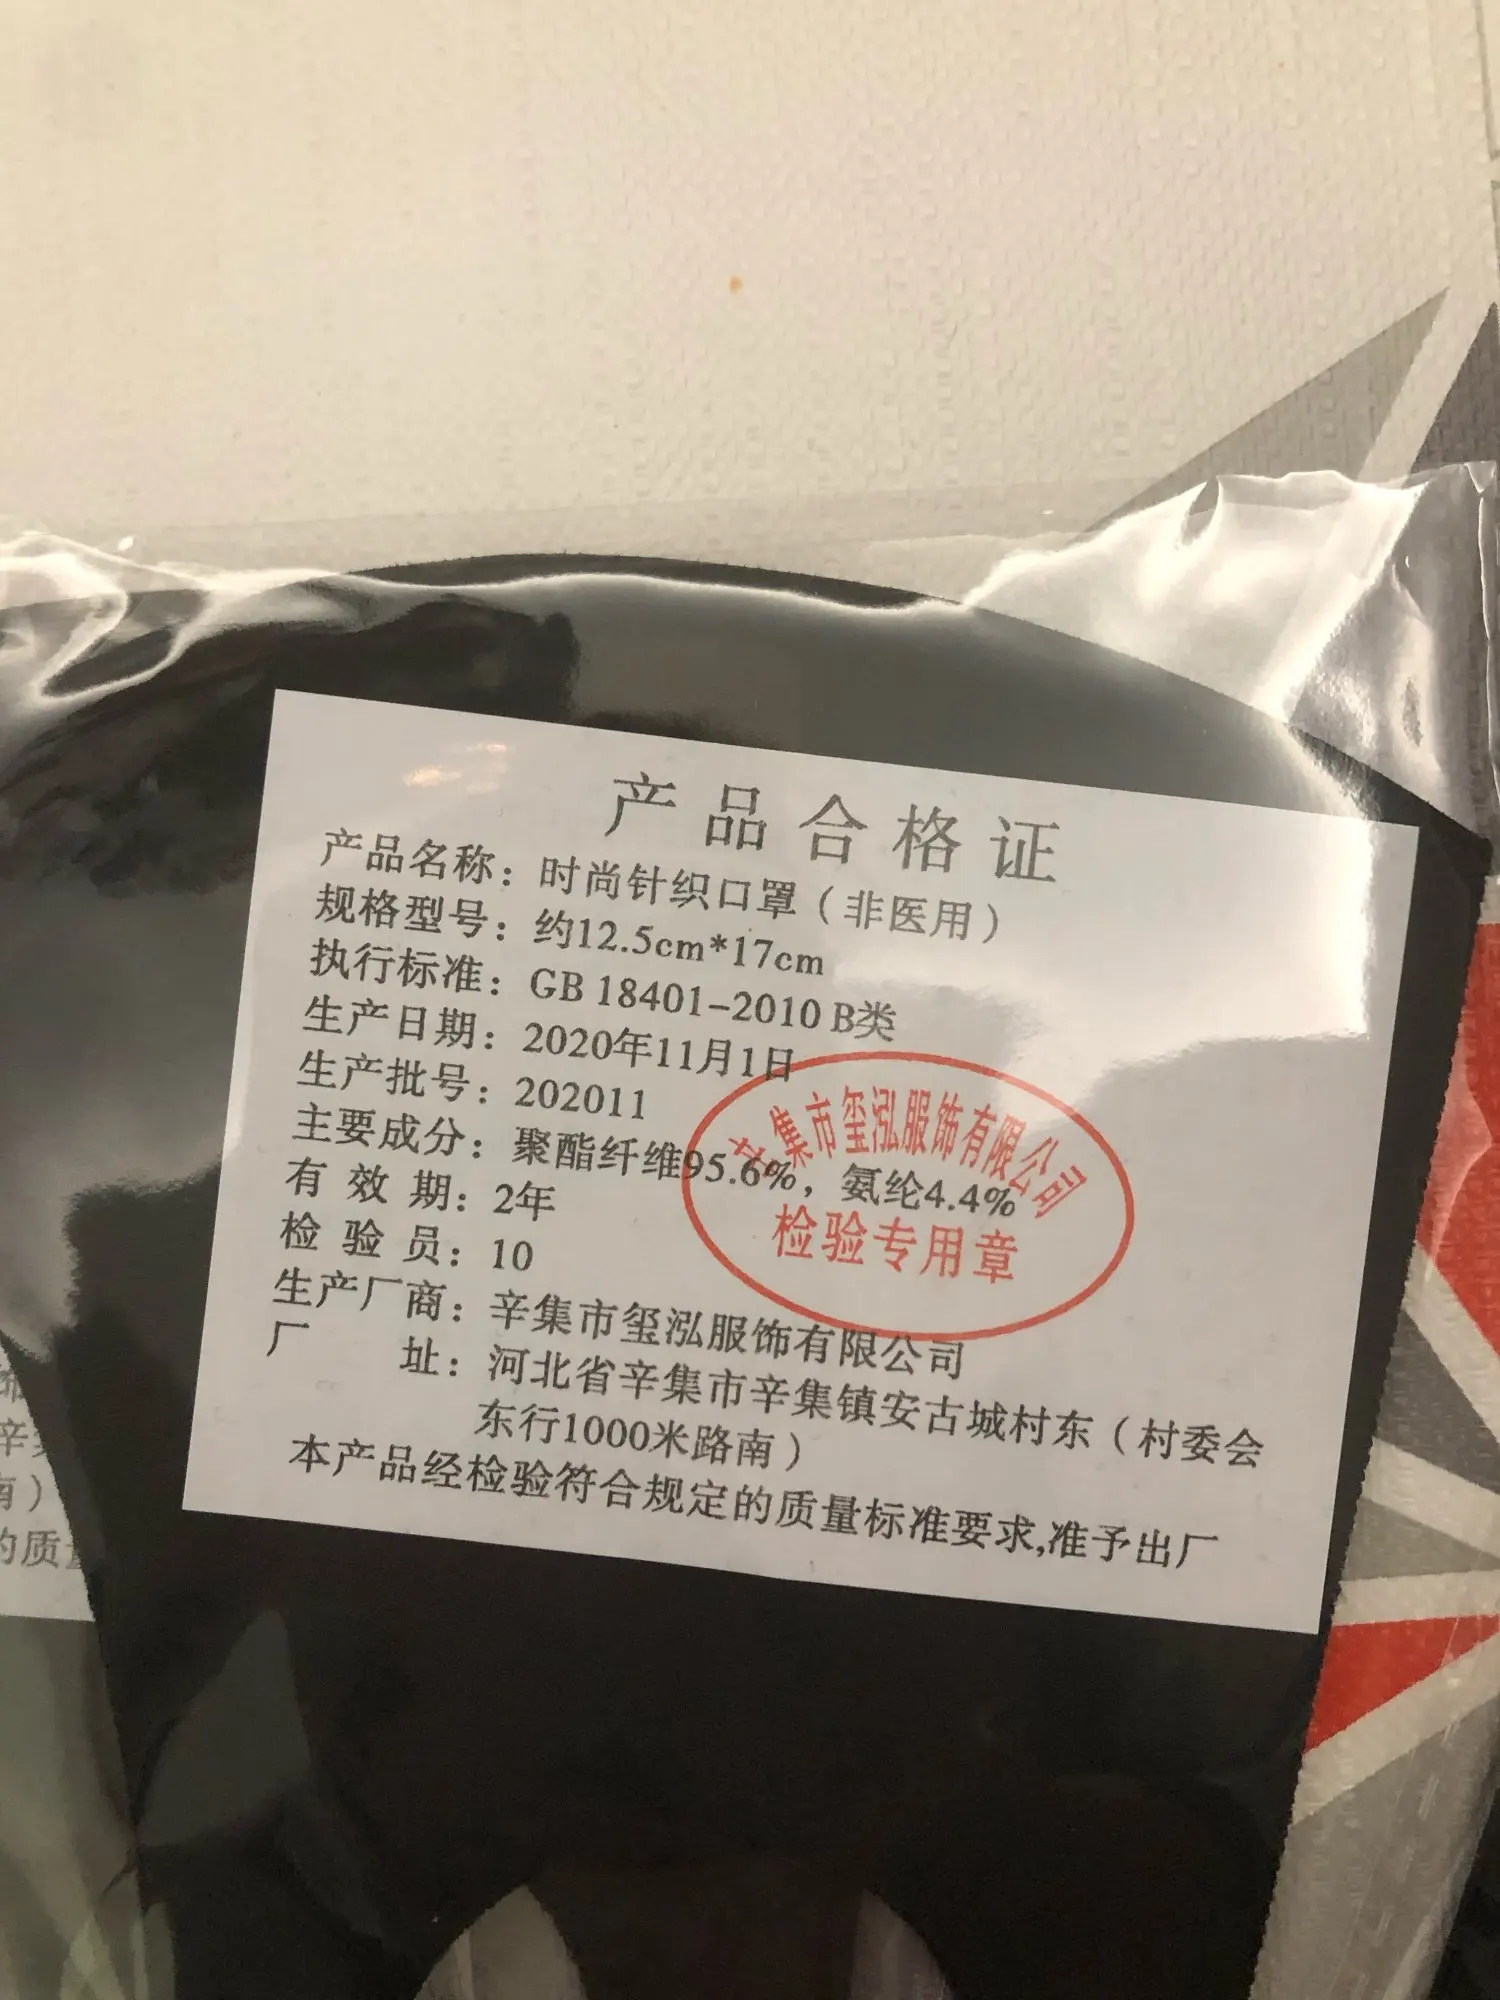 产品合格证
产品名称：时尚针织口罩（非医用）
规格型号：约12.5cm*17cm
执行标准：GB 18401-2010 B类
生产日期：2020年11月1日
生产批号：202011
主要成分：聚酯纤维95.6%，氨纶4.4%
有效期：2年
检验员：10
生产厂商：辛集市玺泓服饰有限公司
厂址：河北省辛集市辛集镇安古城村东（村委会
东行1000米路南）
本产品经检验符合规定的质量标准要求,准予出厂
辛集市玺泓服饰有限公司
检验专用章
饰
辛集
南）
的质量